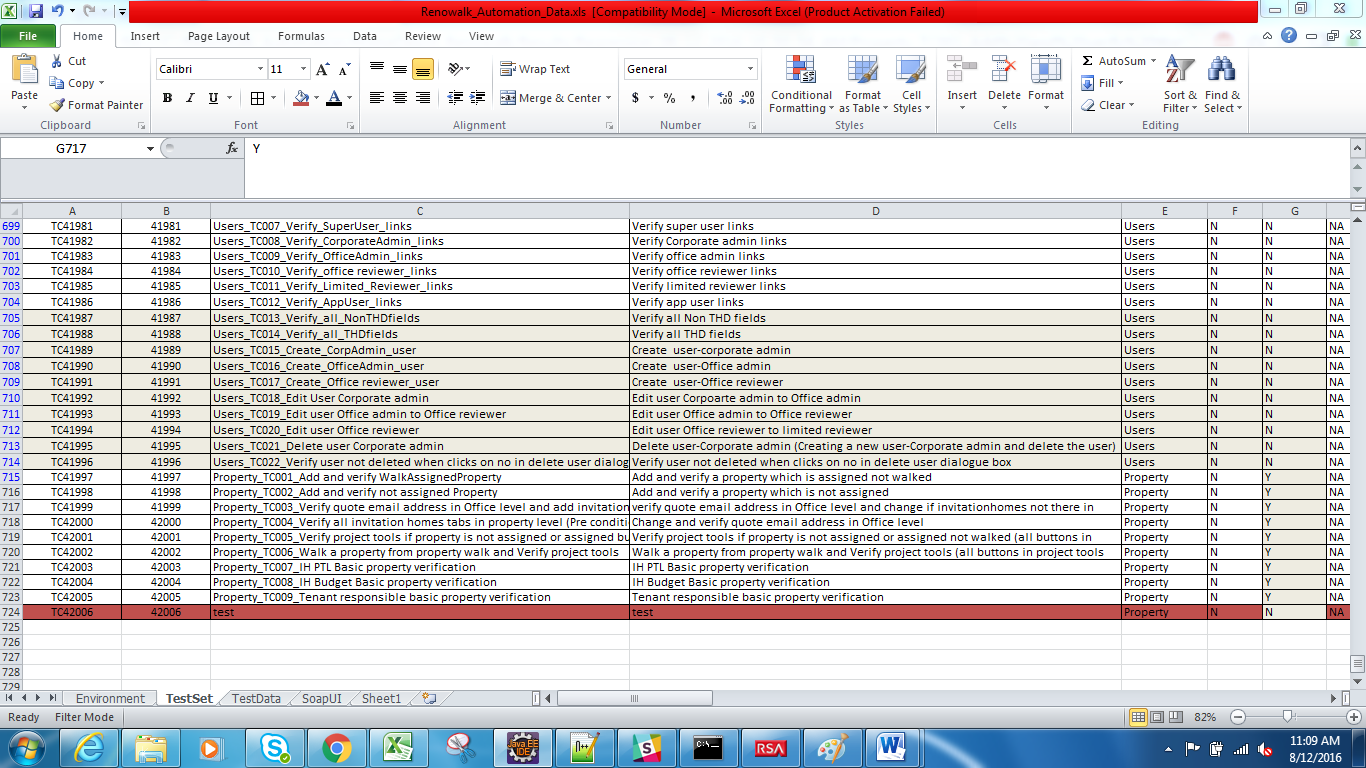 Renowalk_Automation_Data.xls [Compatibility Mode] - Microsoft Excel (Product Activation Failed)
File Home Insert Page Layout Formulas Data Review View
Paste Cut Copy Format Painter Clipboard
Calibri 11 A A B I U A Font
Wrap Text Merge & Center Alignment
General $ % , .0 .00 .00 .0 Number
Conditional Formatting Format as Table Cell Styles Styles
Insert Delete Format Cells
Σ AutoSum Fill Clear Sort & Filter Find & Select Editing
G717 fx Y
A B C D E F G
699 TC41981 41981 Users_TC007_Verify_SuperUser_links Verify super user links Users N N NA
700 TC41982 41982 Users_TC008_Verify_CorporateAdmin_links Verify Corporate admin links Users N N NA
701 TC41983 41983 Users_TC009_Verify_OfficeAdmin_links Verify office admin links Users N N NA
702 TC41984 41984 Users_TC010_Verify_office reviewer_links Verify office reviewer links Users N N NA
703 TC41985 41985 Users_TC011_Verify_Limited_Reviewer_links Verify limited reviewer links Users N N NA
704 TC41986 41986 Users_TC012_Verify_AppUser_links Verify app user links Users N N NA
705 TC41987 41987 Users_TC013_Verify_all_NonTHDfields Verify all Non THD fields Users N N NA
706 TC41988 41988 Users_TC014_Verify_all_THDfields Verify all THD fields Users N N NA
707 TC41989 41989 Users_TC015_Create_CorpAdmin_user Create user-corporate admin Users N N NA
708 TC41990 41990 Users_TC016_Create_OfficeAdmin_user Create user-Office admin Users N N NA
709 TC41991 41991 Users_TC017_Create_Office reviewer_user Create user-Office reviewer Users N N NA
710 TC41992 41992 Users_TC018_Edit User Corporate admin Edit user Corpoarte admin to Office admin Users N N NA
711 TC41993 41993 Users_TC019_Edit user Office admin to Office reviewer Edit user Office admin to Office reviewer Users N N NA
712 TC41994 41994 Users_TC020_Edit user Office reviewer Edit user Office reviewer to limited reviewer Users N N NA
713 TC41995 41995 Users_TC021_Delete user Corporate admin Delete user-Corporate admin (Creating a new user-Corporate admin and delete the user) Users N N NA
714 TC41996 41996 Users_TC022_Verify user not deleted when clicks on no in delete user dialog Verify user not deleted when clicks on no in delete user dialogue box Users N N NA
715 TC41997 41997 Property_TC001_Add and verify WalkAssignedProperty Add and verify a property which is assigned not walked Property N Y NA
716 TC41998 41998 Property_TC002_Add and verify not assigned Property Add and verify a property which is not assigned Property N Y NA
717 TC41999 41999 Property_TC003_Verify quote email address in Office level and add invitation verify quote email address in Office level and change if invitationhomes not there in Property N Y NA
718 TC42000 42000 Property_TC004_Verify all invitation homes tabs in property level (Pre conditi Change and verify quote email address in Office level Property N Y NA
719 TC42001 42001 Property_TC005_Verify project tools if property is not assigned or assigned bu Verify project tools if property is not assigned or assigned not walked (all buttons in Property N Y NA
720 TC42002 42002 Property_TC006_Walk a property from property walk and Verify project tools Walk a property from property walk and Verify project tools (all buttons in project tools Property N Y NA
721 TC42003 42003 Property_TC007_IH PTL Basic property verification IH PTL Basic property verification Property N Y NA
722 TC42004 42004 Property_TC008_IH Budget Basic property verification IH Budget Basic property verification Property N Y NA
723 TC42005 42005 Property_TC009_Tenant responsible basic property verification Tenant responsible basic property verification Property N Y NA
724 TC42006 42006 test test Property N N NA
725
726
727
728
729
Environment TestSet TestData SoapUI Sheet1
Ready Filter Mode 82%
Java EE IDE C:\_ RSA
11:09 AM
8/12/2016